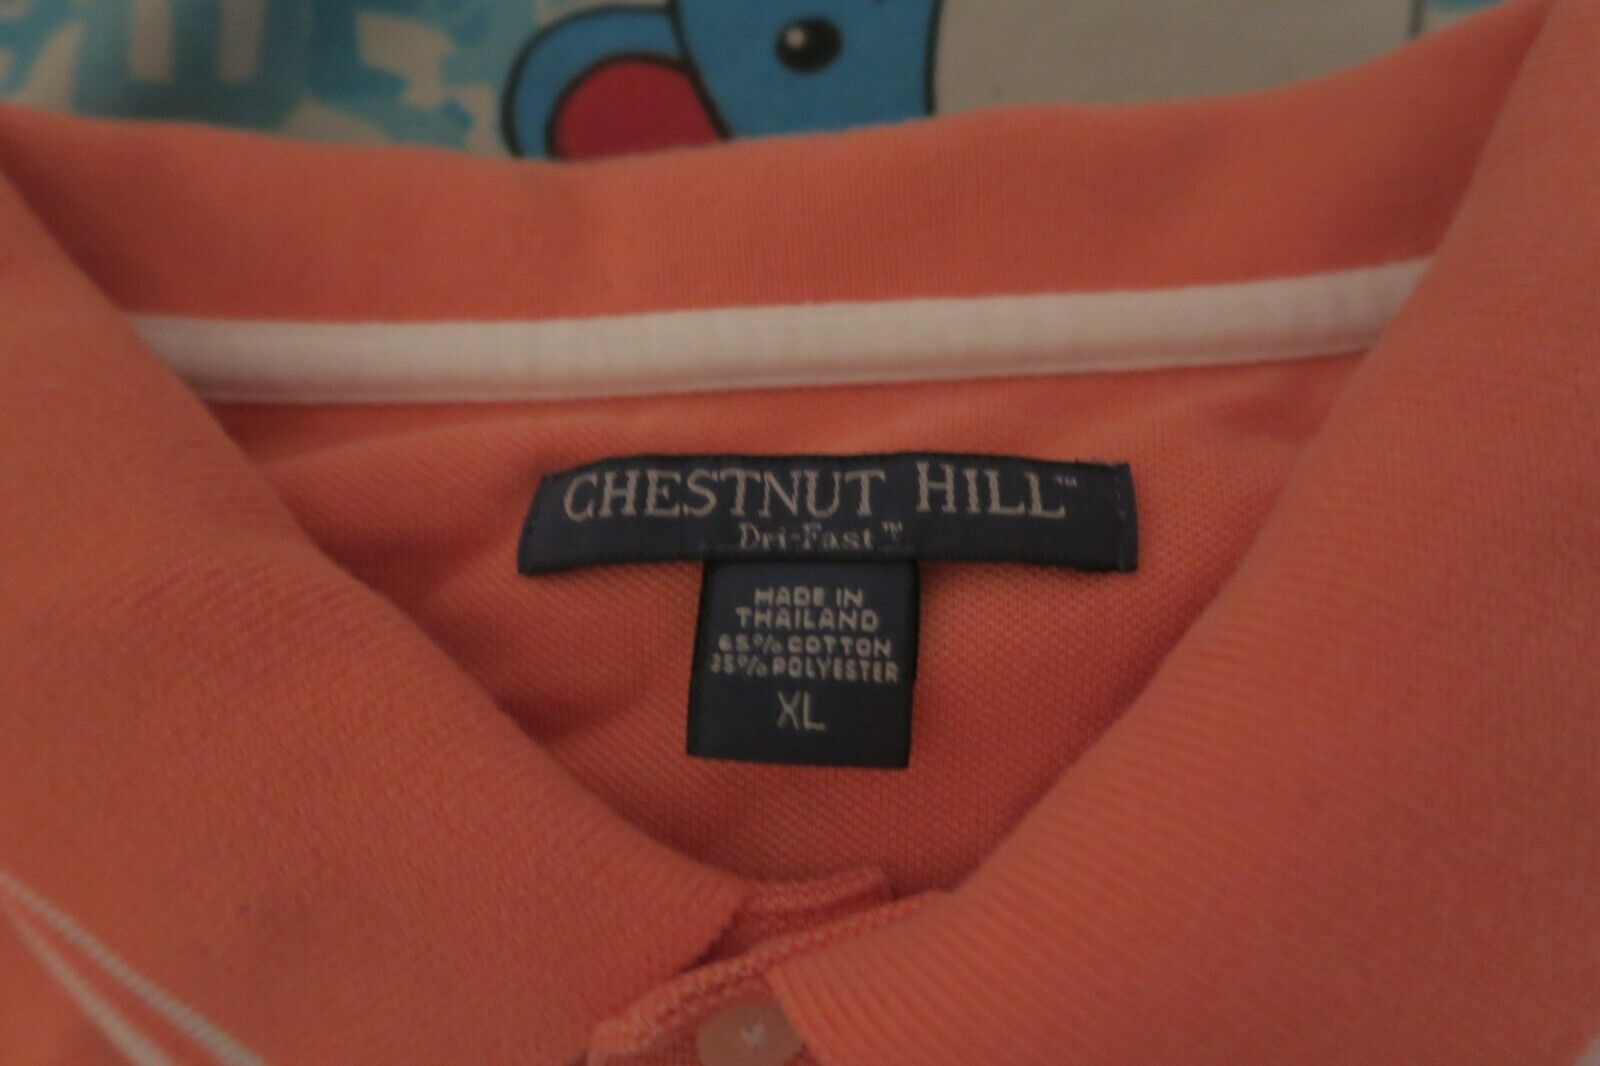 CHESTNUT HILL™
Dri-Fast™
MADE IN
THAILAND
65% COTTON
35% POLYESTER
XL